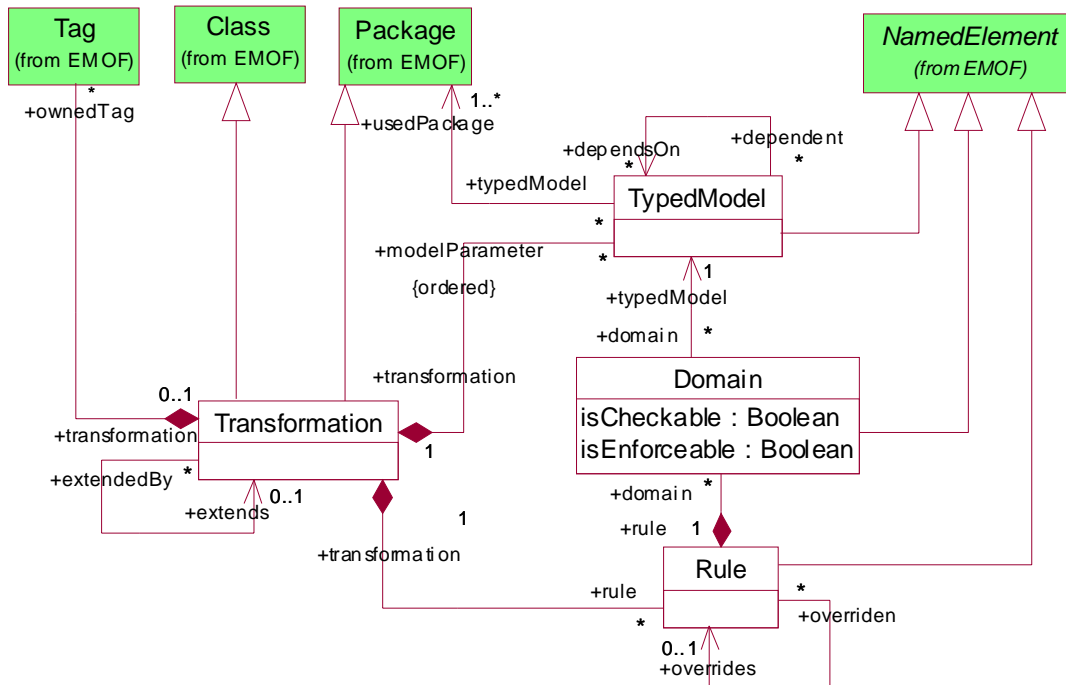 Tag
(from EMOF)
Class
(from EMOF)
Package
(from EMOF)
NamedElement
(from EMOF)
*
+ownedTag
1..*
+usedPackage
+dependsOn
*
+dependent
*
+typedModel
TypedModel
*
+modelParameter
*
{ordered}
1
+typedModel
+domain
*
+transformation
Domain
isCheckable : Boolean
isEnforceable : Boolean
0..1
+transformation
Transformation
1
+extendedBy
*
0..1
+extends
1
+transformation
+domain
*
+rule
1
Rule
+rule
*
*
+overriden
0..1
+overrides